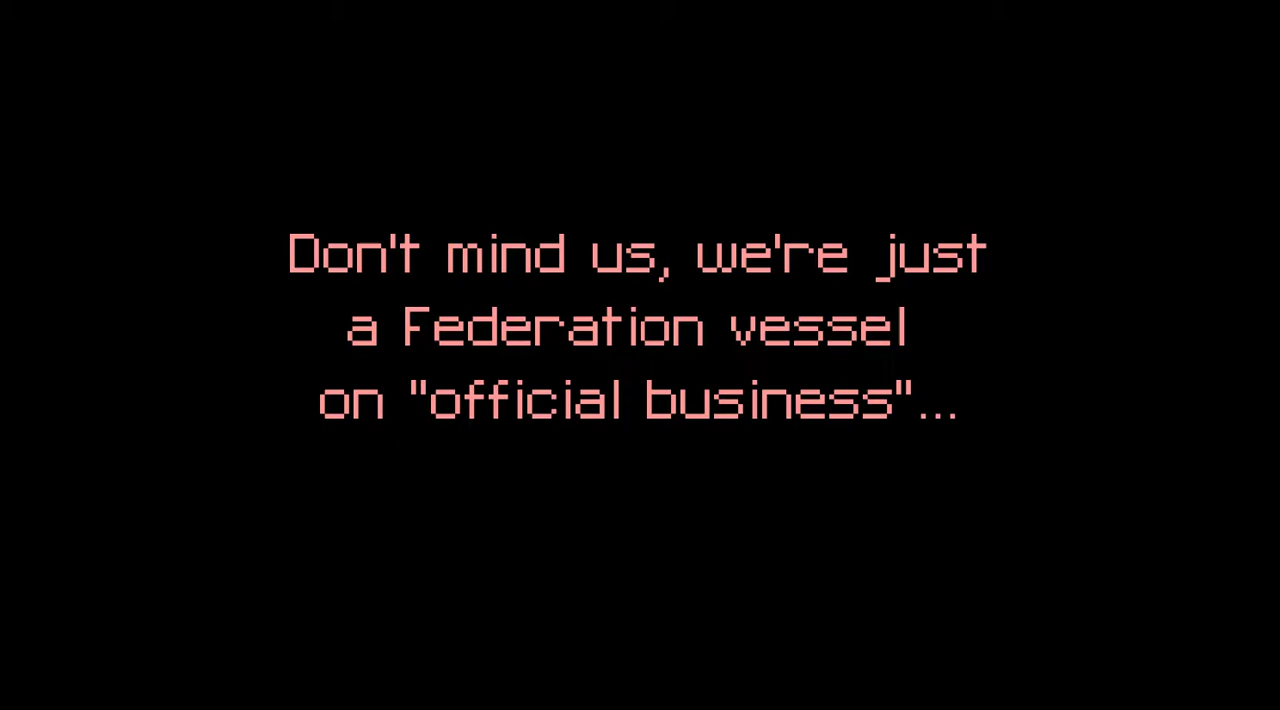 Don't mind us, we're just
a Federation vessel
on "official business"...